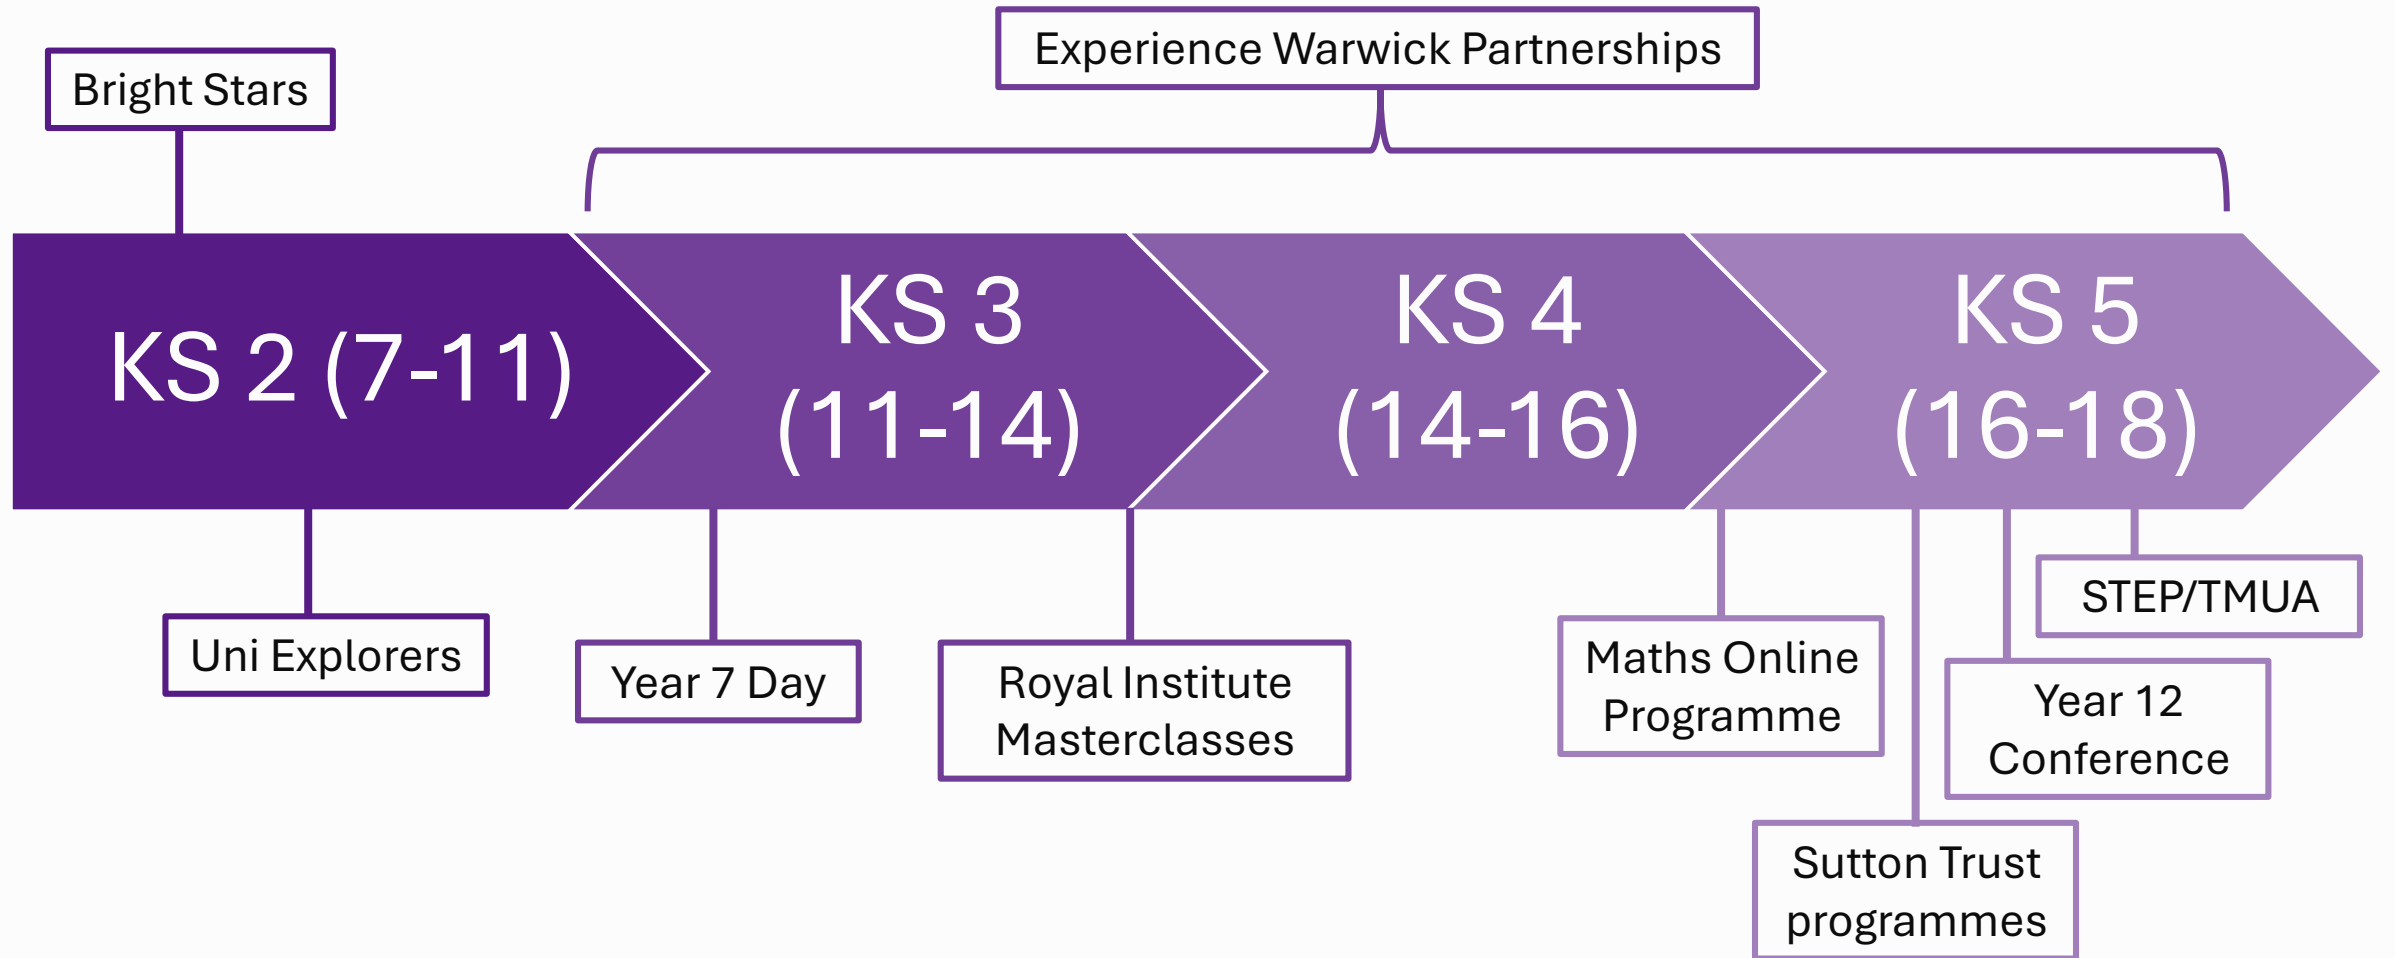 Experience Warwick Partnerships
Bright Stars
KS 2 (7-11)
KS 3
(11-14)
KS 4
(14-16)
KS 5
(16-18)
Uni Explorers
Year 7 Day
Royal Institute
Masterclasses
Maths Online
Programme
STEP/TMUA
Year 12
Conference
Sutton Trust
programmes